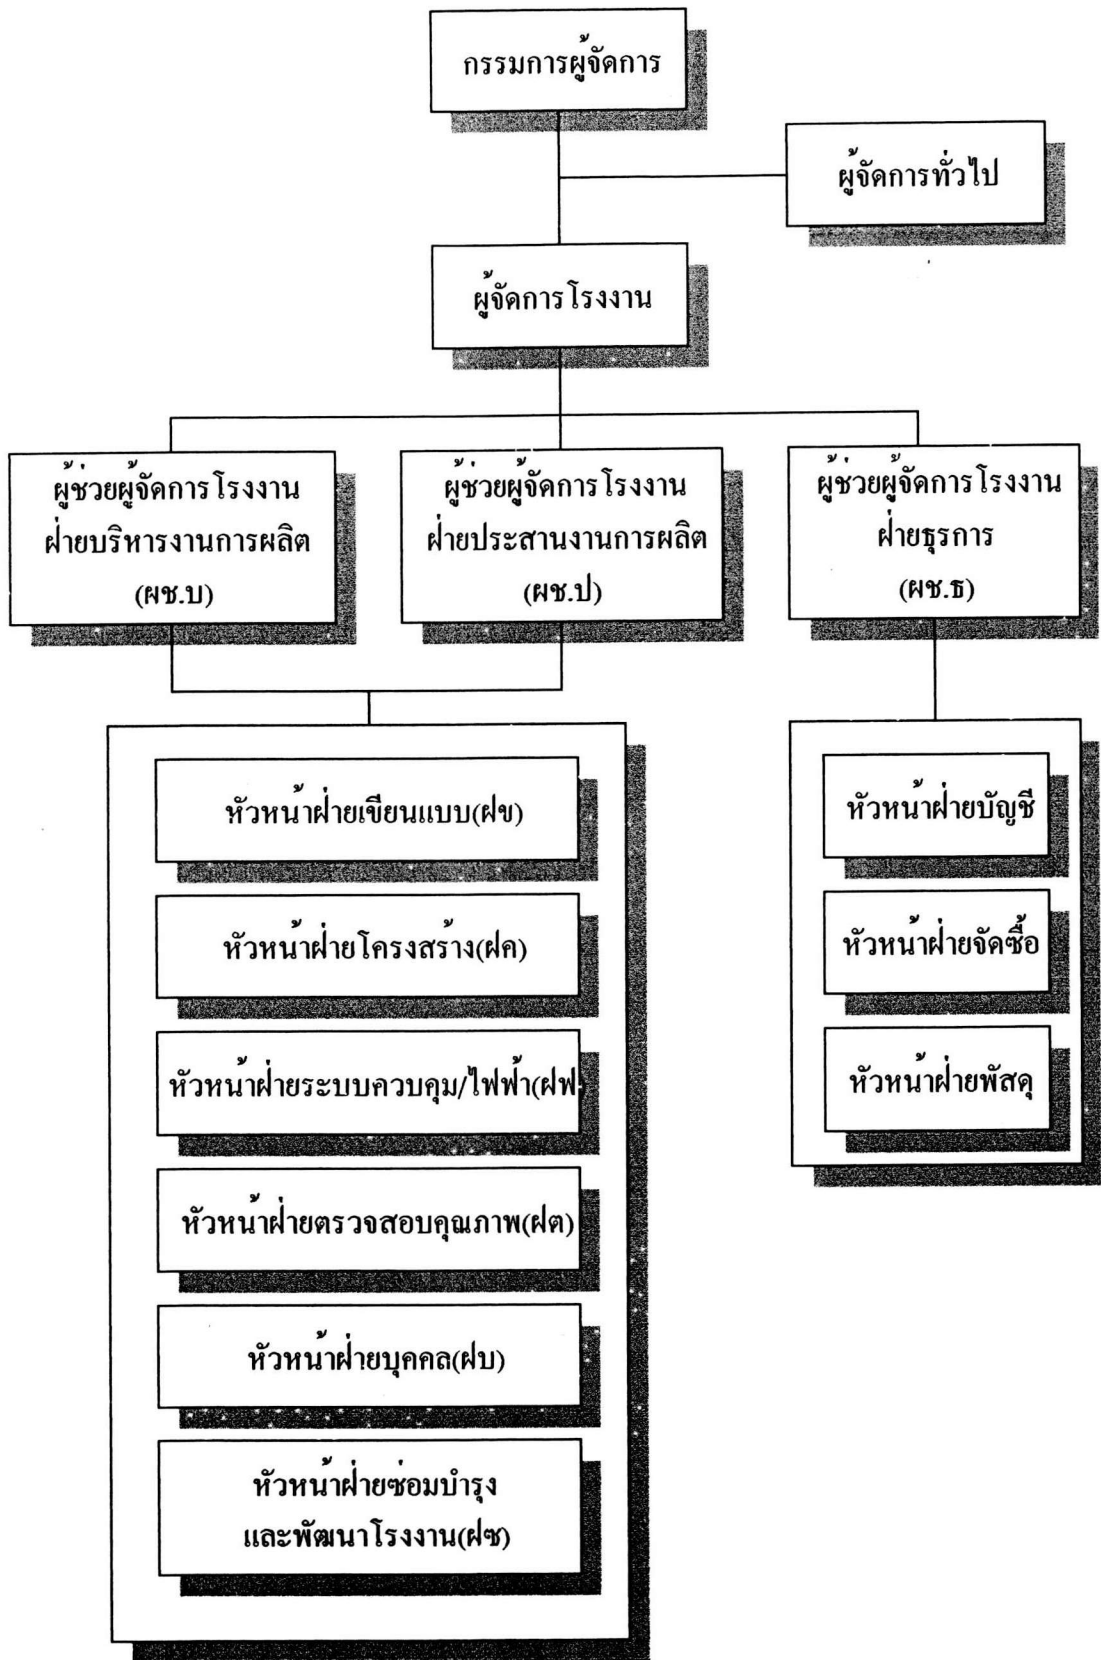 กรรมการผู้จัดการ
ผู้จัดการทั่วไป
ผู้จัดการโรงงาน
ผู้ช่วยผู้จัดการโรงงาน
ฝ่ายบริหารงานการผลิต
(ผช.บ)
ผู้ช่วยผู้จัดการโรงงาน
ฝ่ายประสานงานการผลิต
(ผช.ป)
ผู้ช่วยผู้จัดการโรงงาน
ฝ่ายธุรการ
(ผช.ธ)
หัวหน้าฝ่ายเขียนแบบ(ฝข)
หัวหน้าฝ่ายโครงสร้าง(ฝค)
หัวหน้าฝ่ายระบบควบคุม/ไฟฟ้า(ฝฟ)
หัวหน้าฝ่ายตรวจสอบคุณภาพ(ฝต)
หัวหน้าฝ่ายบุคคล(ฝบ)
หัวหน้าฝ่ายซ่อมบำรุง
และพัฒนาโรงงาน(ฝซ)
หัวหน้าฝ่ายบัญชี
หัวหน้าฝ่ายจัดซื้อ
หัวหน้าฝ่ายพัสดุ